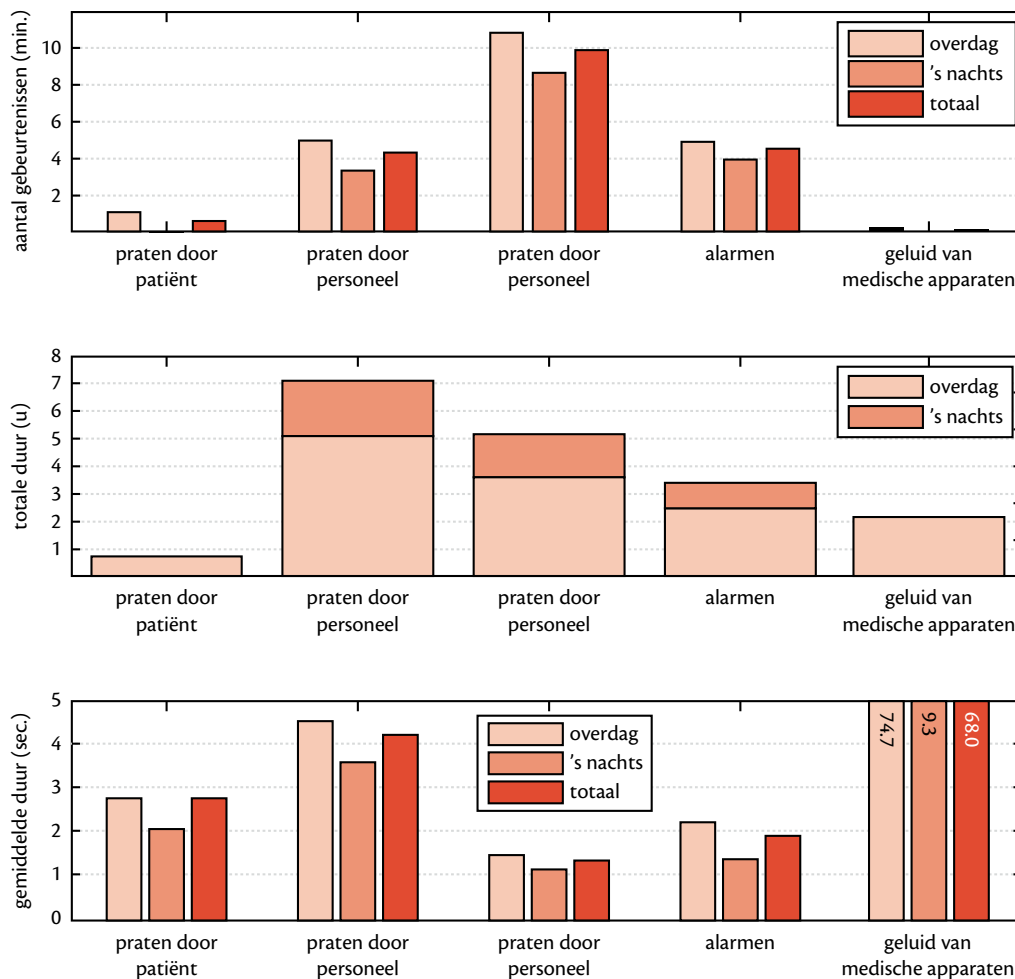 aantal gebeurtenissen (min.)
10
8
6
4
2
overdag
's nachts
totaal
praten door
patiënt
praten door
personeel
praten door
personeel
alarmen
geluid van
medische apparaten
totale duur (u)
8
7
6
5
4
3
2
1
overdag
's nachts
praten door
patiënt
praten door
personeel
praten door
personeel
alarmen
geluid van
medische apparaten
gemiddelde duur (sec.)
5
4
3
2
1
0
overdag
's nachts
totaal
74.7
9.3
68.0
praten door
patiënt
praten door
personeel
praten door
personeel
alarmen
geluid van
medische apparaten